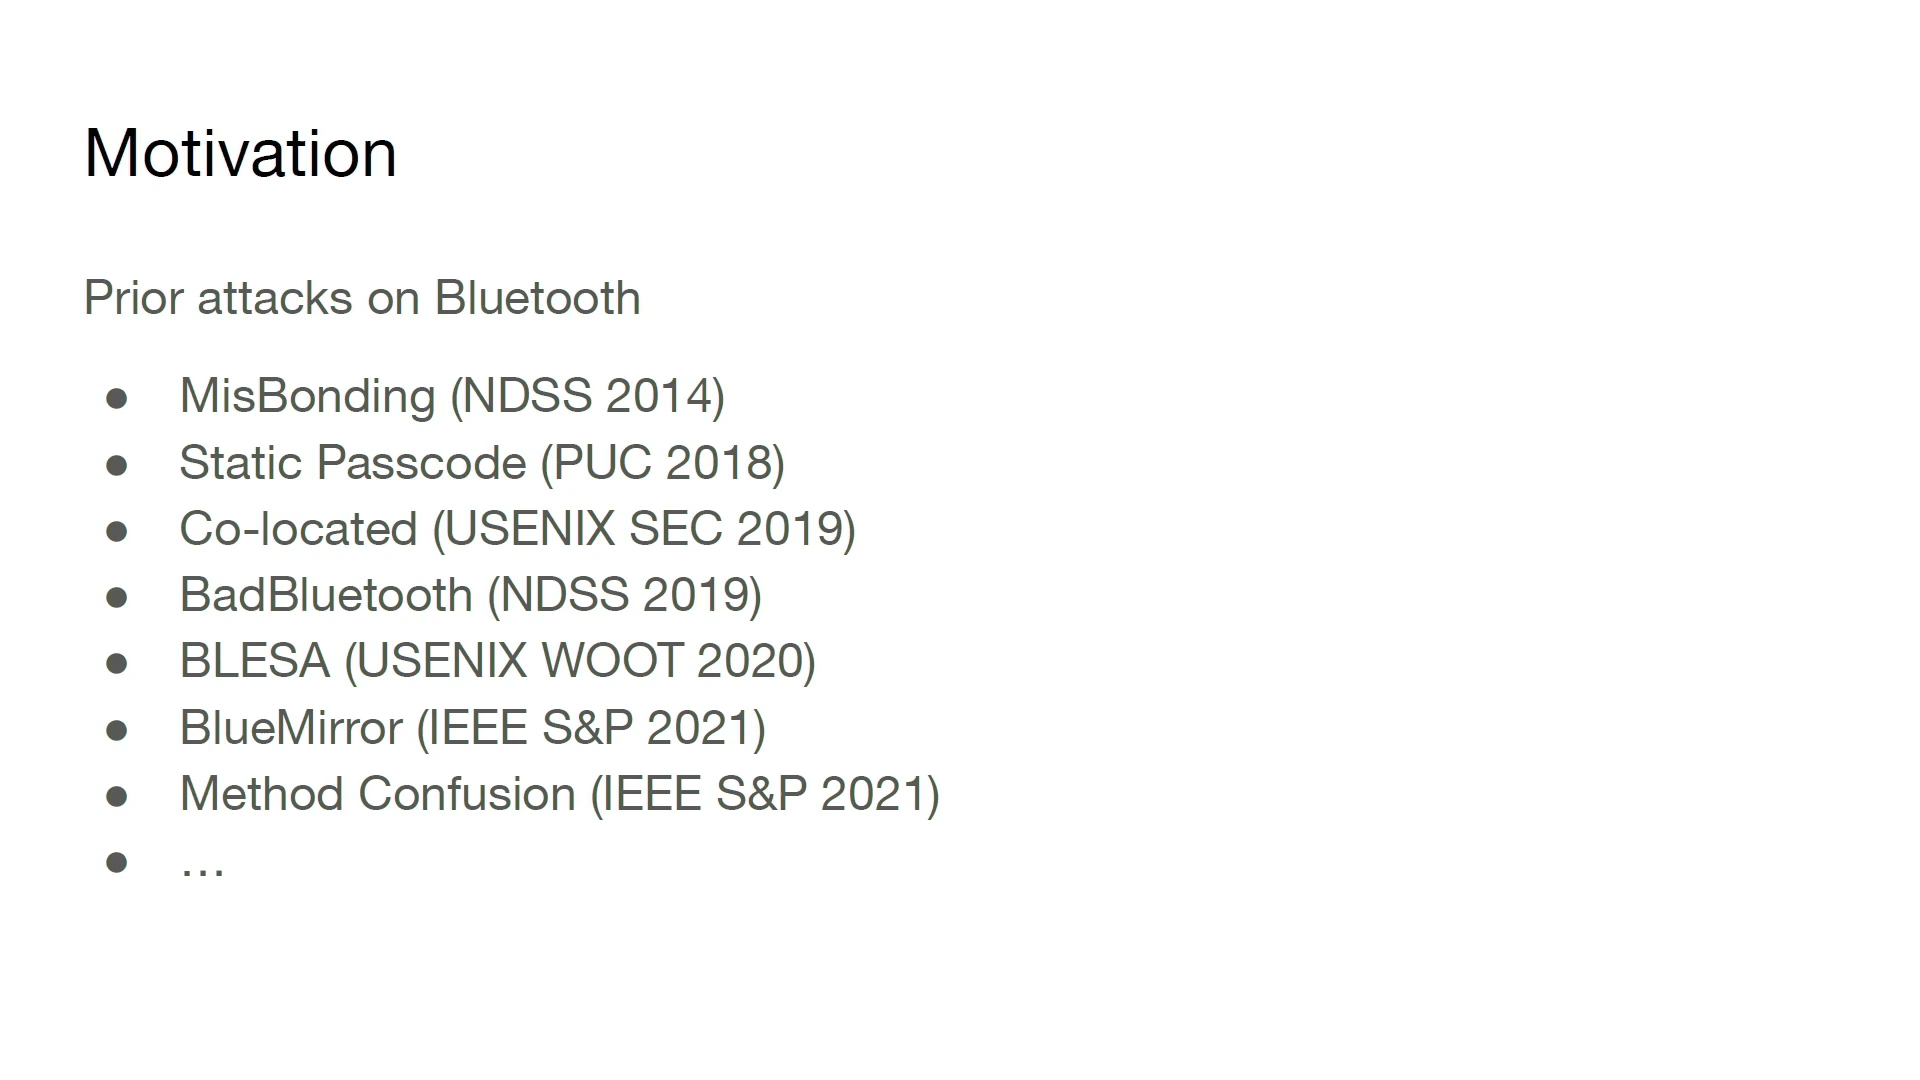 Motivation
Prior attacks on Bluetooth
● MisBonding (NDSS 2014)
● Static Passcode (PUC 2018)
● Co-located (USENIX SEC 2019)
● BadBluetooth (NDSS 2019)
● BLESA (USENIX WOOT 2020)
● BlueMirror (IEEE S&P 2021)
● Method Confusion (IEEE S&P 2021)
● …